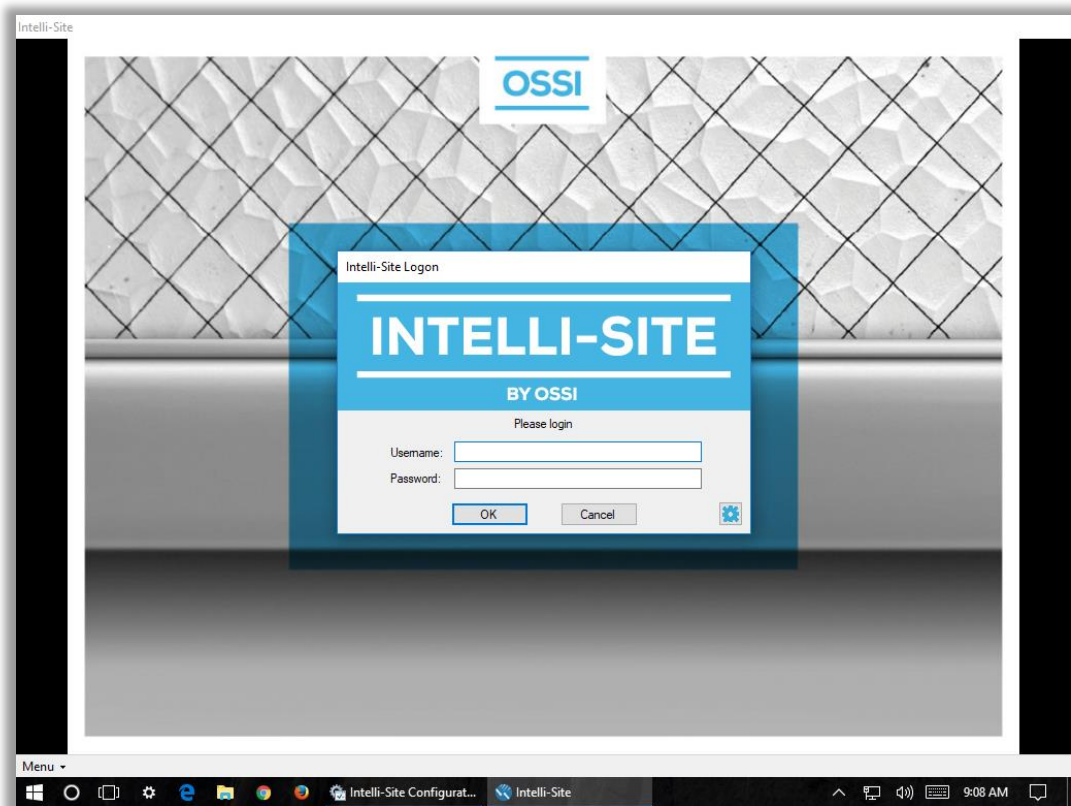 Intelli-Site
OSSI
Intelli-Site Logon
INTELLI-SITE
BY OSSI
Please login
Username:
Password:
OK Cancel
Menu
Intelli-Site Configurat... Intelli-Site 9:08 AM